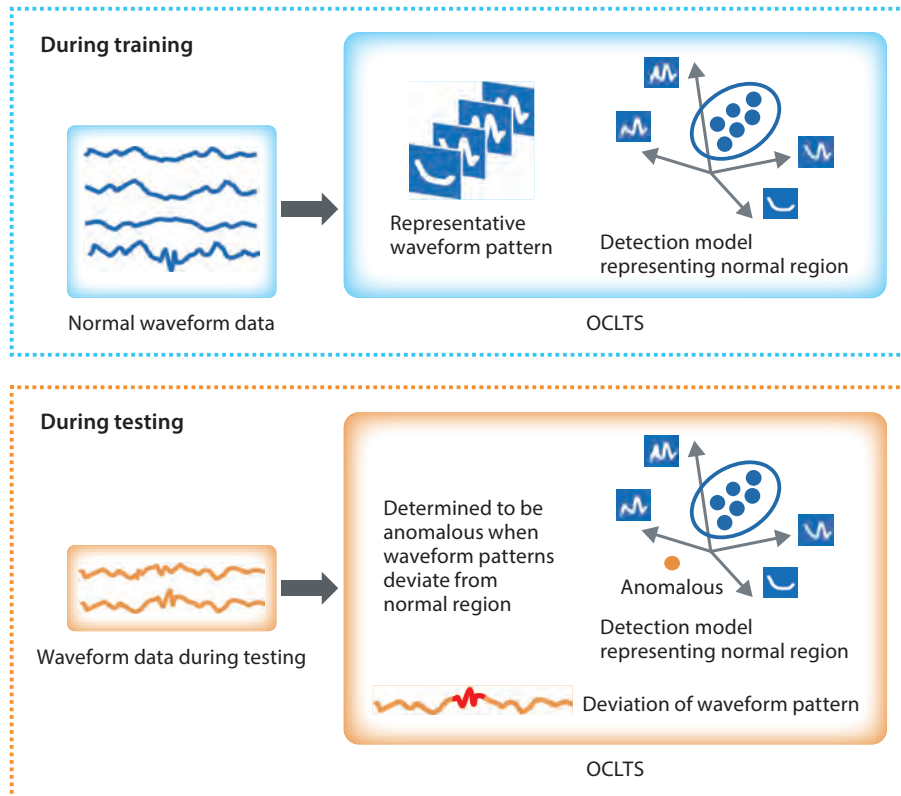 During training
Normal waveform data
Representative
waveform pattern
Detection model
representing normal region
OCLTS
During testing
Waveform data during testing
Determined to be
anomalous when
waveform patterns
deviate from
normal region
Anomalous
Detection model
representing normal region
Deviation of waveform pattern
OCLTS